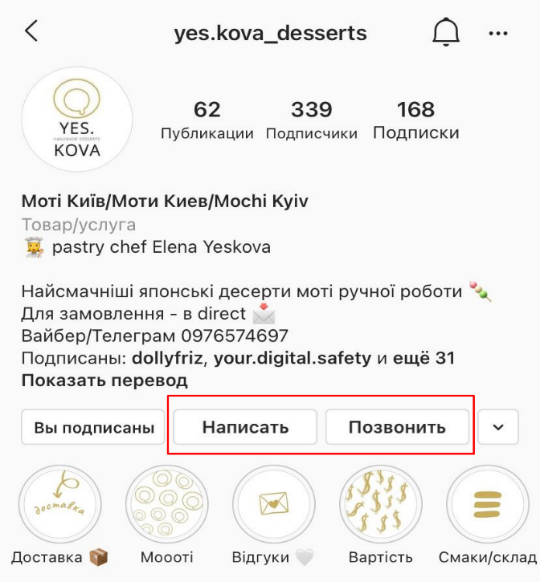 yes.kova_desserts
YES.
HANDMADE DESSERTS
KOVA
62 339 168
Публикации Подписчики Подписки
Моті Київ/Моти Киев/Mochi Kyiv
Товар/услуга
pastry chef Elena Yeskova
Найсмачніші японські десерти моті ручної роботи
Для замовлення - в direct
Вайбер/Телеграм 0976574697
Подписаны: dollyfriz, your.digital.safety и ещё 31
Показать перевод
Вы подписаны Написать Позвонить
доставка
Доставка Моооті Відгуки Вартість Смаки/склад